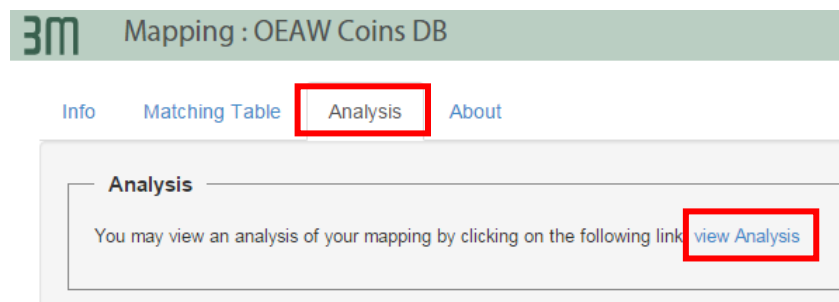 3M Mapping : OEAW Coins DB
Info Matching Table Analysis About
Analysis
You may view an analysis of your mapping by clicking on the following link view Analysis